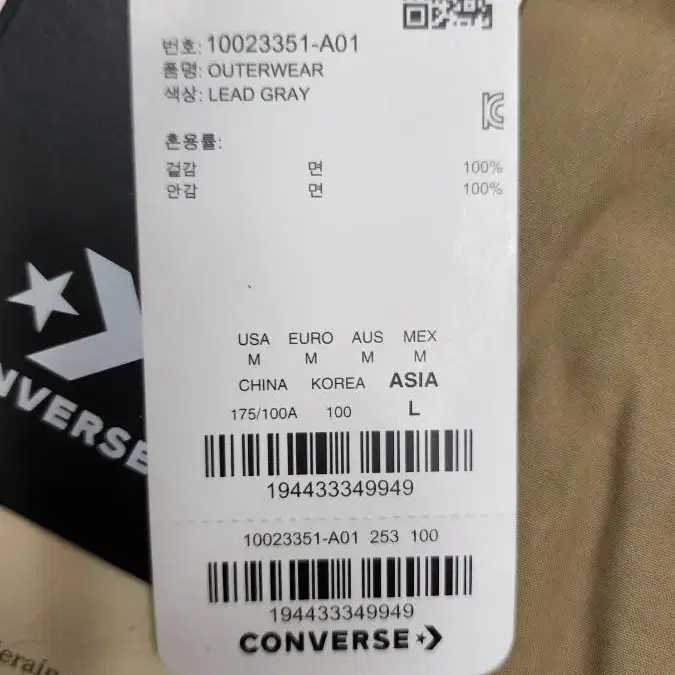 번호: 10023351-A01
품명: OUTERWEAR
색상: LEAD GRAY
혼용률:
겉감 면 100%
안감 면 100%
USA EURO AUS MEX
M M M M
CHINA KOREA ASIA
175/100A 100 L
194433349949
10023351-A01 253 100
194433349949
CONVERSE
NVERSE
erain